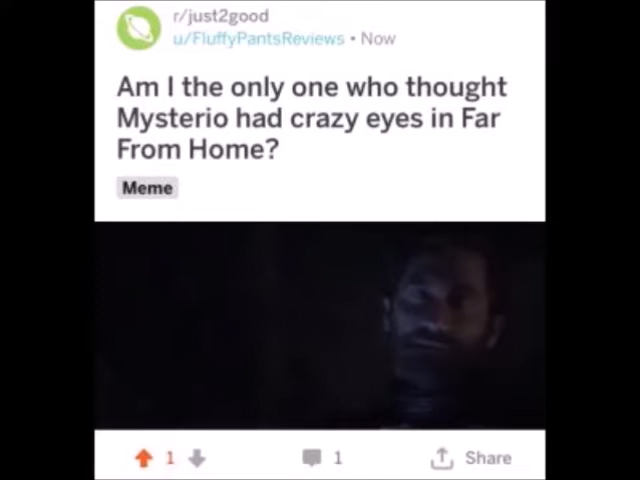 r/just2good
u/FluffyPantsReviews • Now
Am I the only one who thought
Mysterio had crazy eyes in Far
From Home?
Meme
1
1
Share